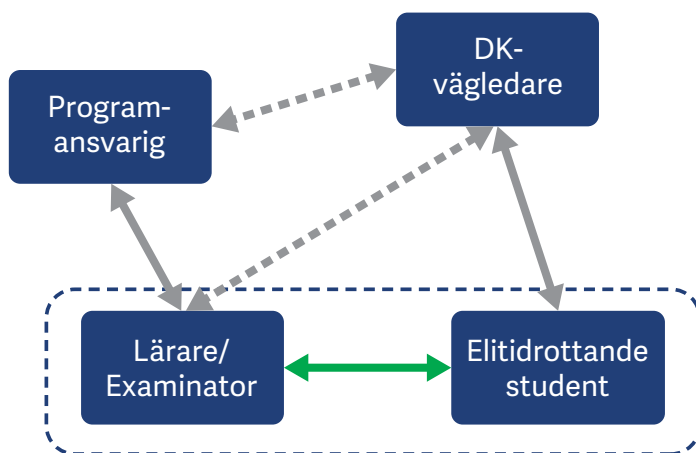 DK-
vägledare
Program-
ansvarig
Lärare/
Examinator
Elitidrottande
student